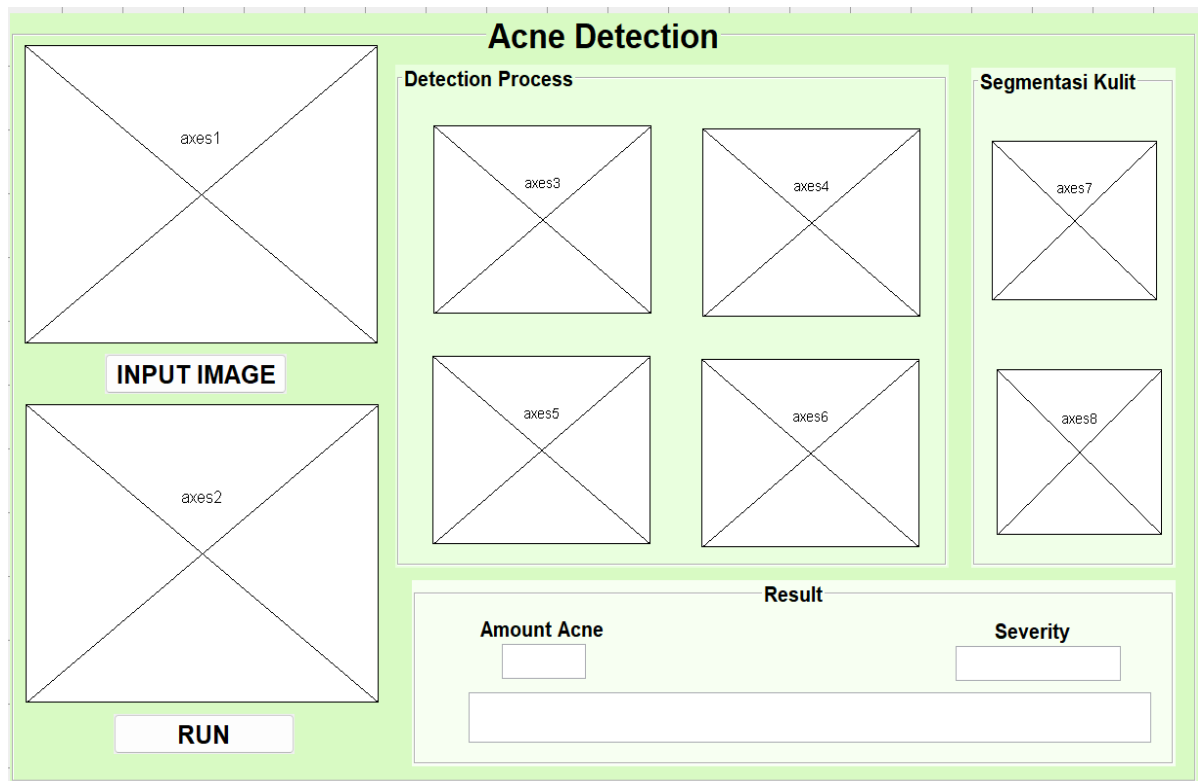 Acne Detection
axes1
INPUT IMAGE
axes2
RUN
Detection Process
axes3
axes4
axes5
axes6
Segmentasi Kulit
axes7
axes8
Result
Amount Acne
Severity